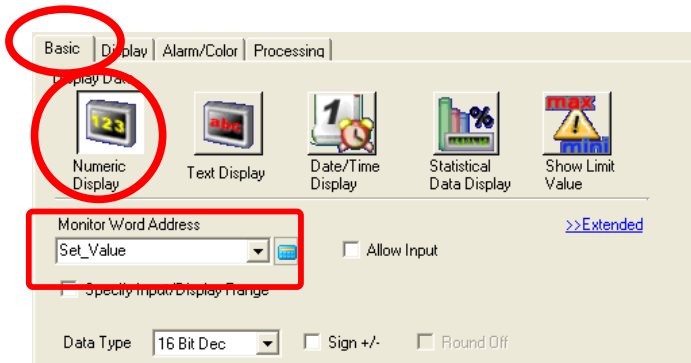 Basic Display Alarm/Color Processing
Display Data
123 abc 1 % max mini
Numeric Display Text Display Date/Time Display Statistical Data Display Show Limit Value
Monitor Word Address >>Extended
Set_Value Allow Input
Specify Input/Display Range
Data Type 16 Bit Dec Sign +/- Round Off